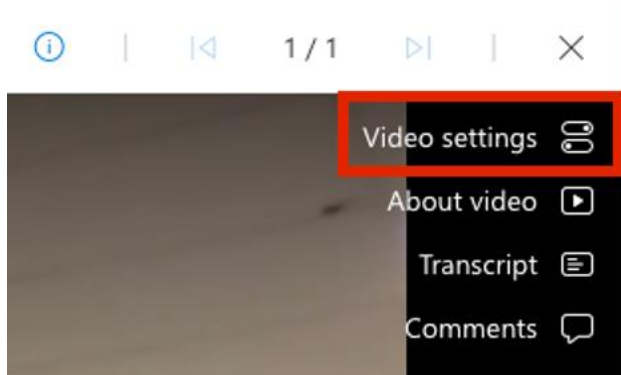 1 / 1
Video settings
About video
Transcript
Comments